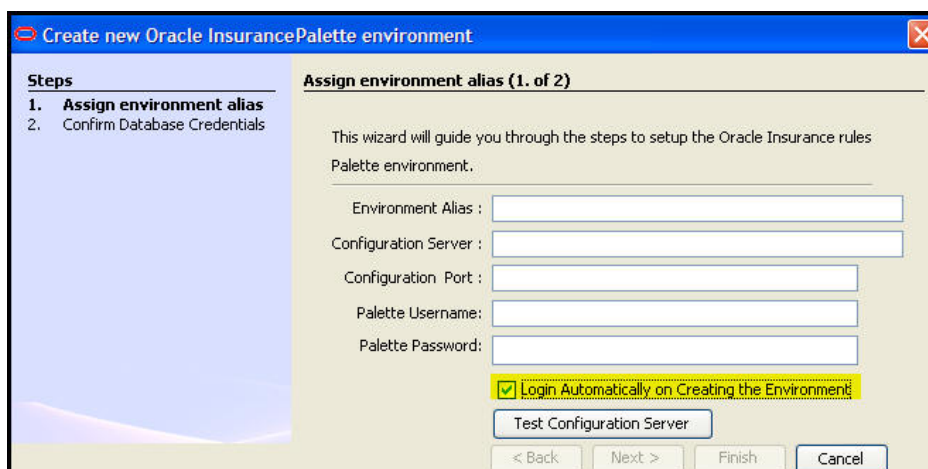 Create new Oracle InsurancePalette environment
Steps
1. Assign environment alias
2. Confirm Database Credentials
Assign environment alias (1. of 2)
This wizard will guide you through the steps to setup the Oracle Insurance rules
Palette environment.
Environment Alias :
Configuration Server :
Configuration Port :
Palette Username:
Palette Password:
Login Automatically on Creating the Environment
Test Configuration Server
< Back Next > Finish Cancel